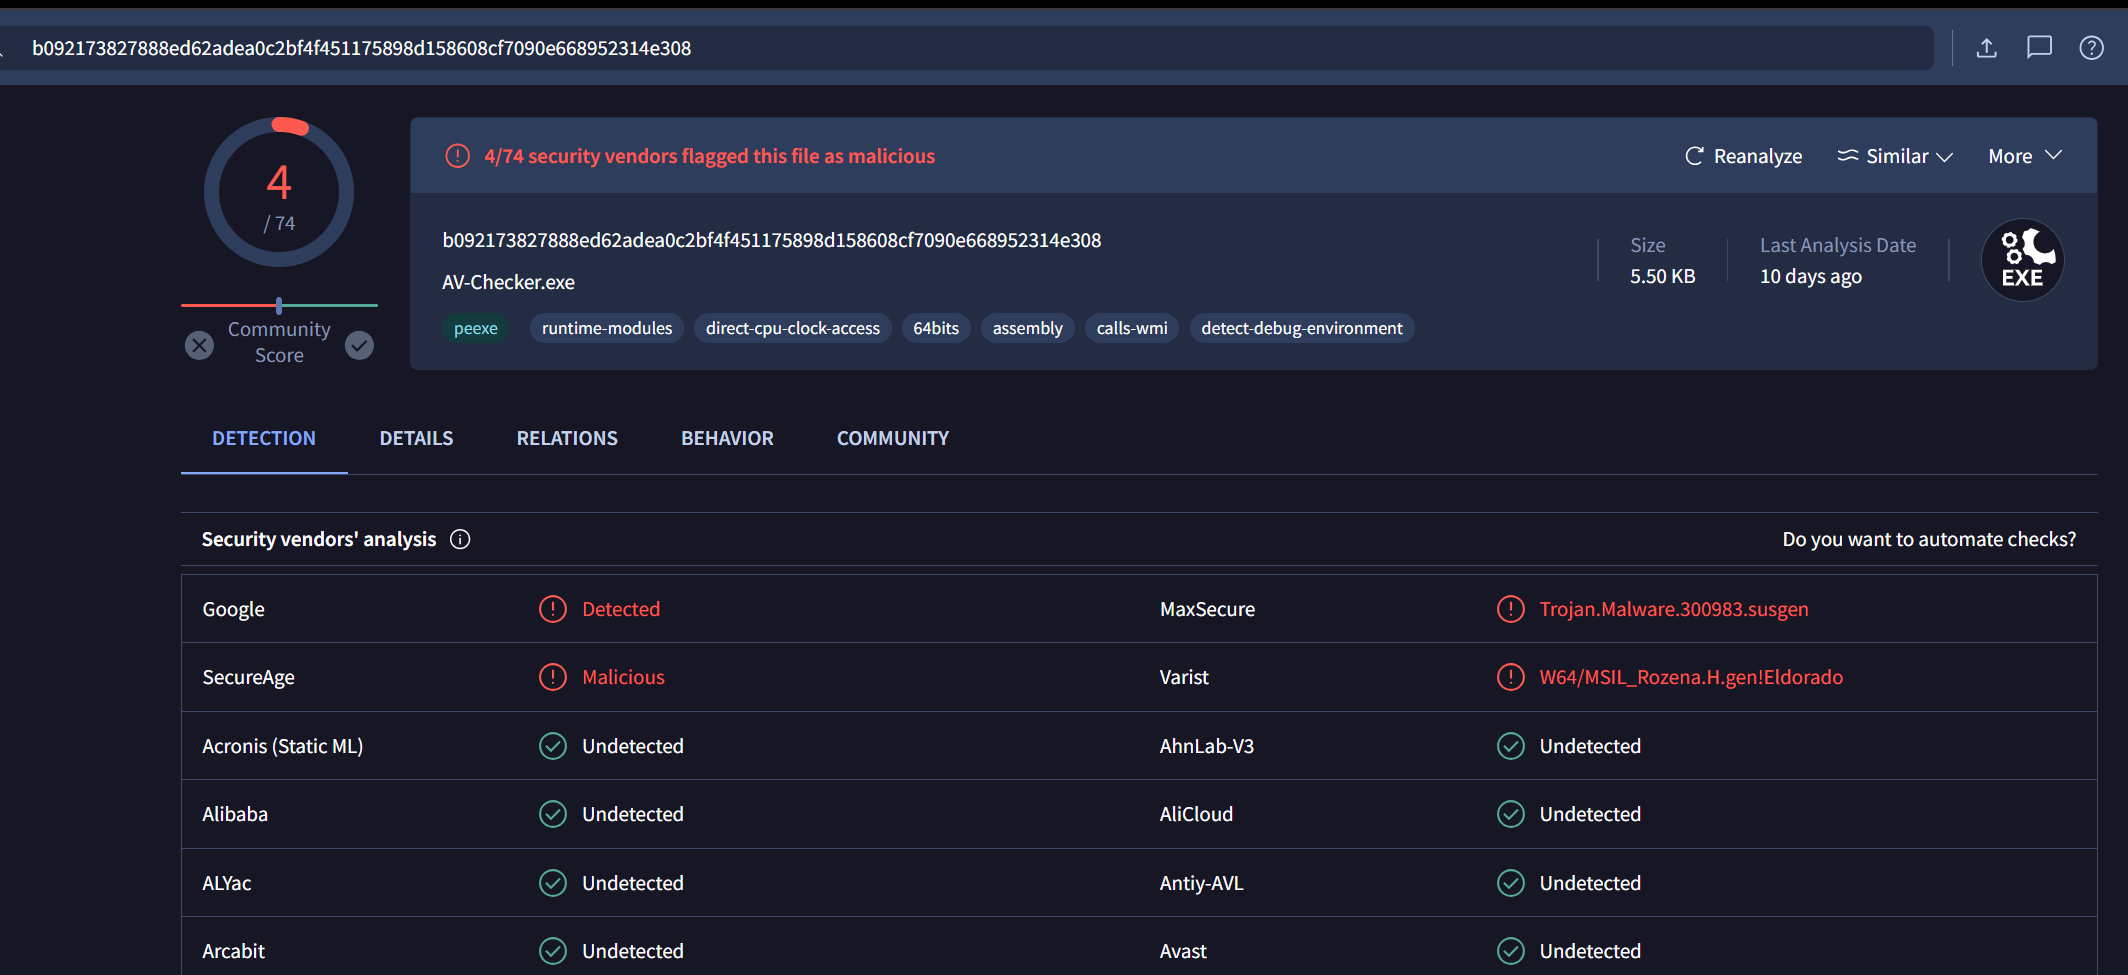 b092173827888ed62adea0c2bf4f451175898d158608cf7090e668952314e308
4
/ 74
Community
Score
4/74 security vendors flagged this file as malicious
Reanalyze
Similar
More
b092173827888ed62adea0c2bf4f451175898d158608cf7090e668952314e308
AV-Checker.exe
peexe runtime-modules direct-cpu-clock-access 64bits assembly calls-wmi detect-debug-environment
Size
5.50 KB
Last Analysis Date
10 days ago
EXE
DETECTION DETAILS RELATIONS BEHAVIOR COMMUNITY
Security vendors' analysis Do you want to automate checks?
Google Detected MaxSecure Trojan.Malware.300983.susgen
SecureAge Malicious Varist W64/MSIL_Rozena.H.gen!Eldorado
Acronis (Static ML) Undetected AhnLab-V3 Undetected
Alibaba Undetected AliCloud Undetected
ALYac Undetected Antiy-AVL Undetected
Arcabit Undetected Avast Undetected